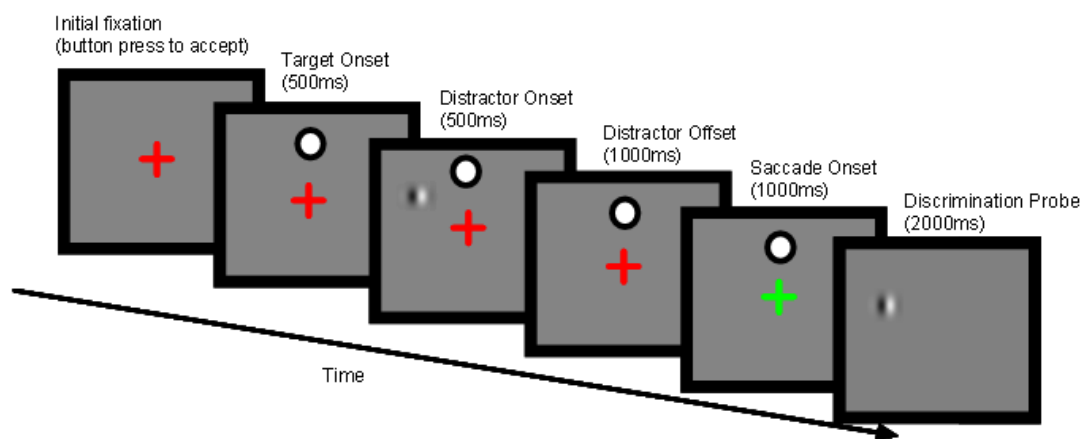 Initial fixation
(button press to accept)
Target Onset
(500ms)
Distractor Onset
(500ms)
Distractor Offset
(1000ms)
Saccade Onset
(1000ms)
Discrimination Probe
(2000ms)
Time